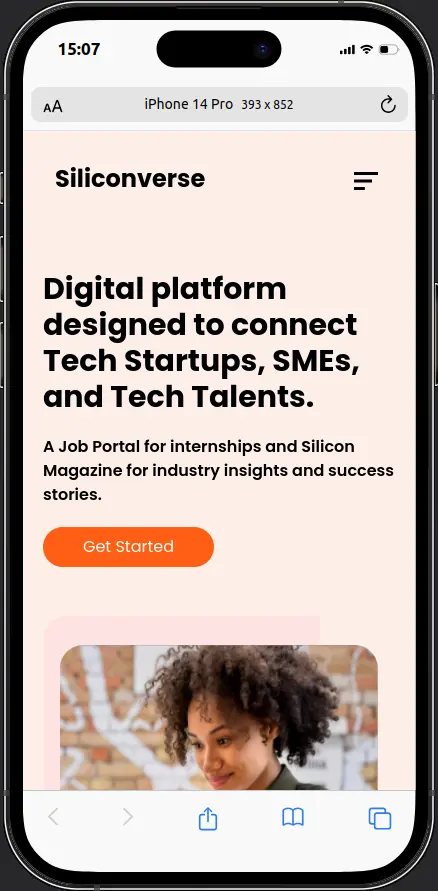 15:07
AA iPhone 14 Pro 393 x 852
Siliconverse
Digital platform
designed to connect
Tech Startups, SMEs,
and Tech Talents.
A Job Portal for internships and Silicon
Magazine for industry insights and success
stories.
Get Started